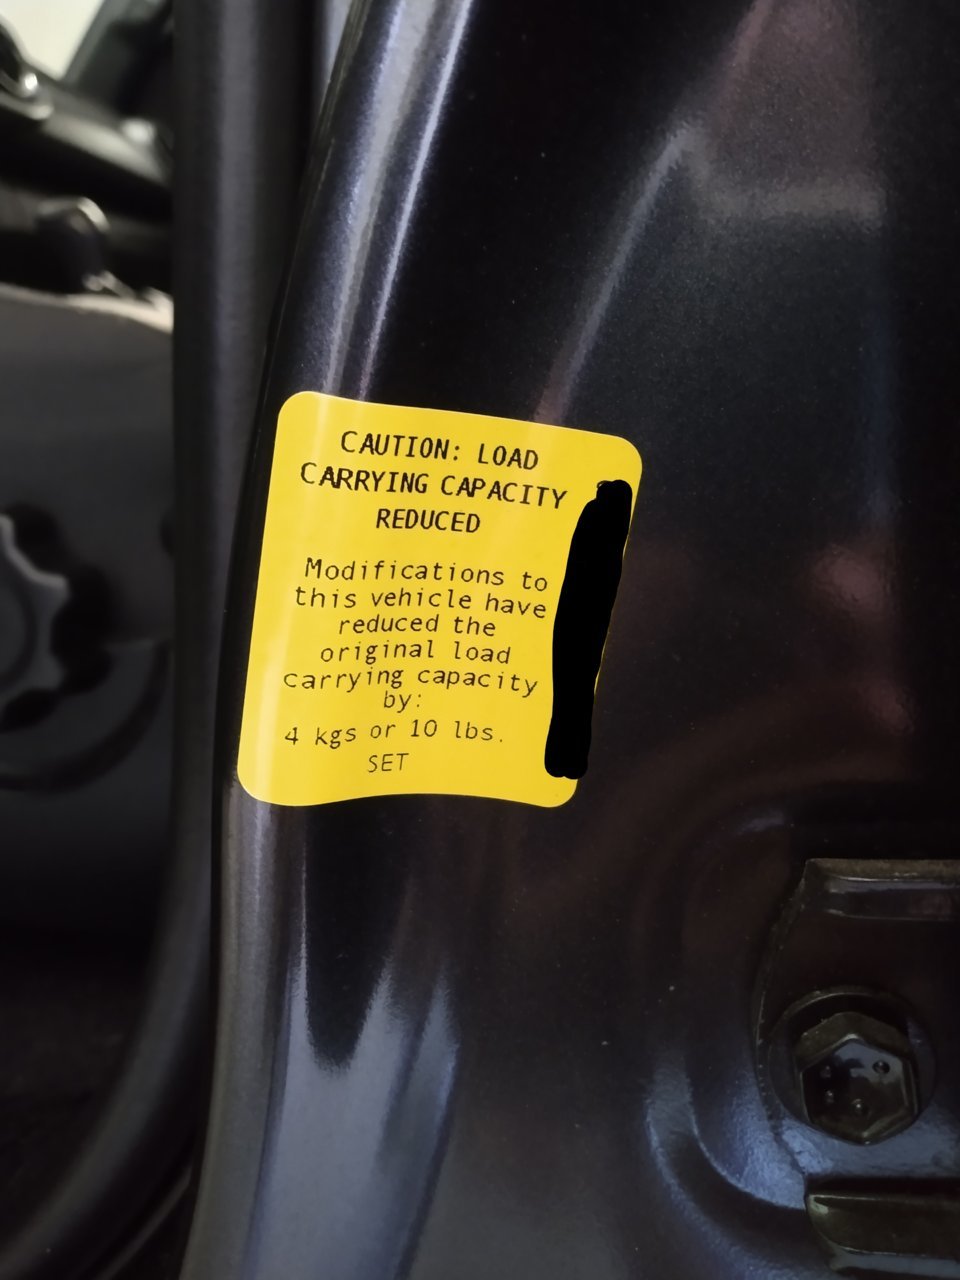 CAUTION: LOAD
CARRYING CAPACITY
REDUCED
Modifications to
this vehicle have
reduced the
original load
carrying capacity
by:
4 kgs or 10 lbs.
SET